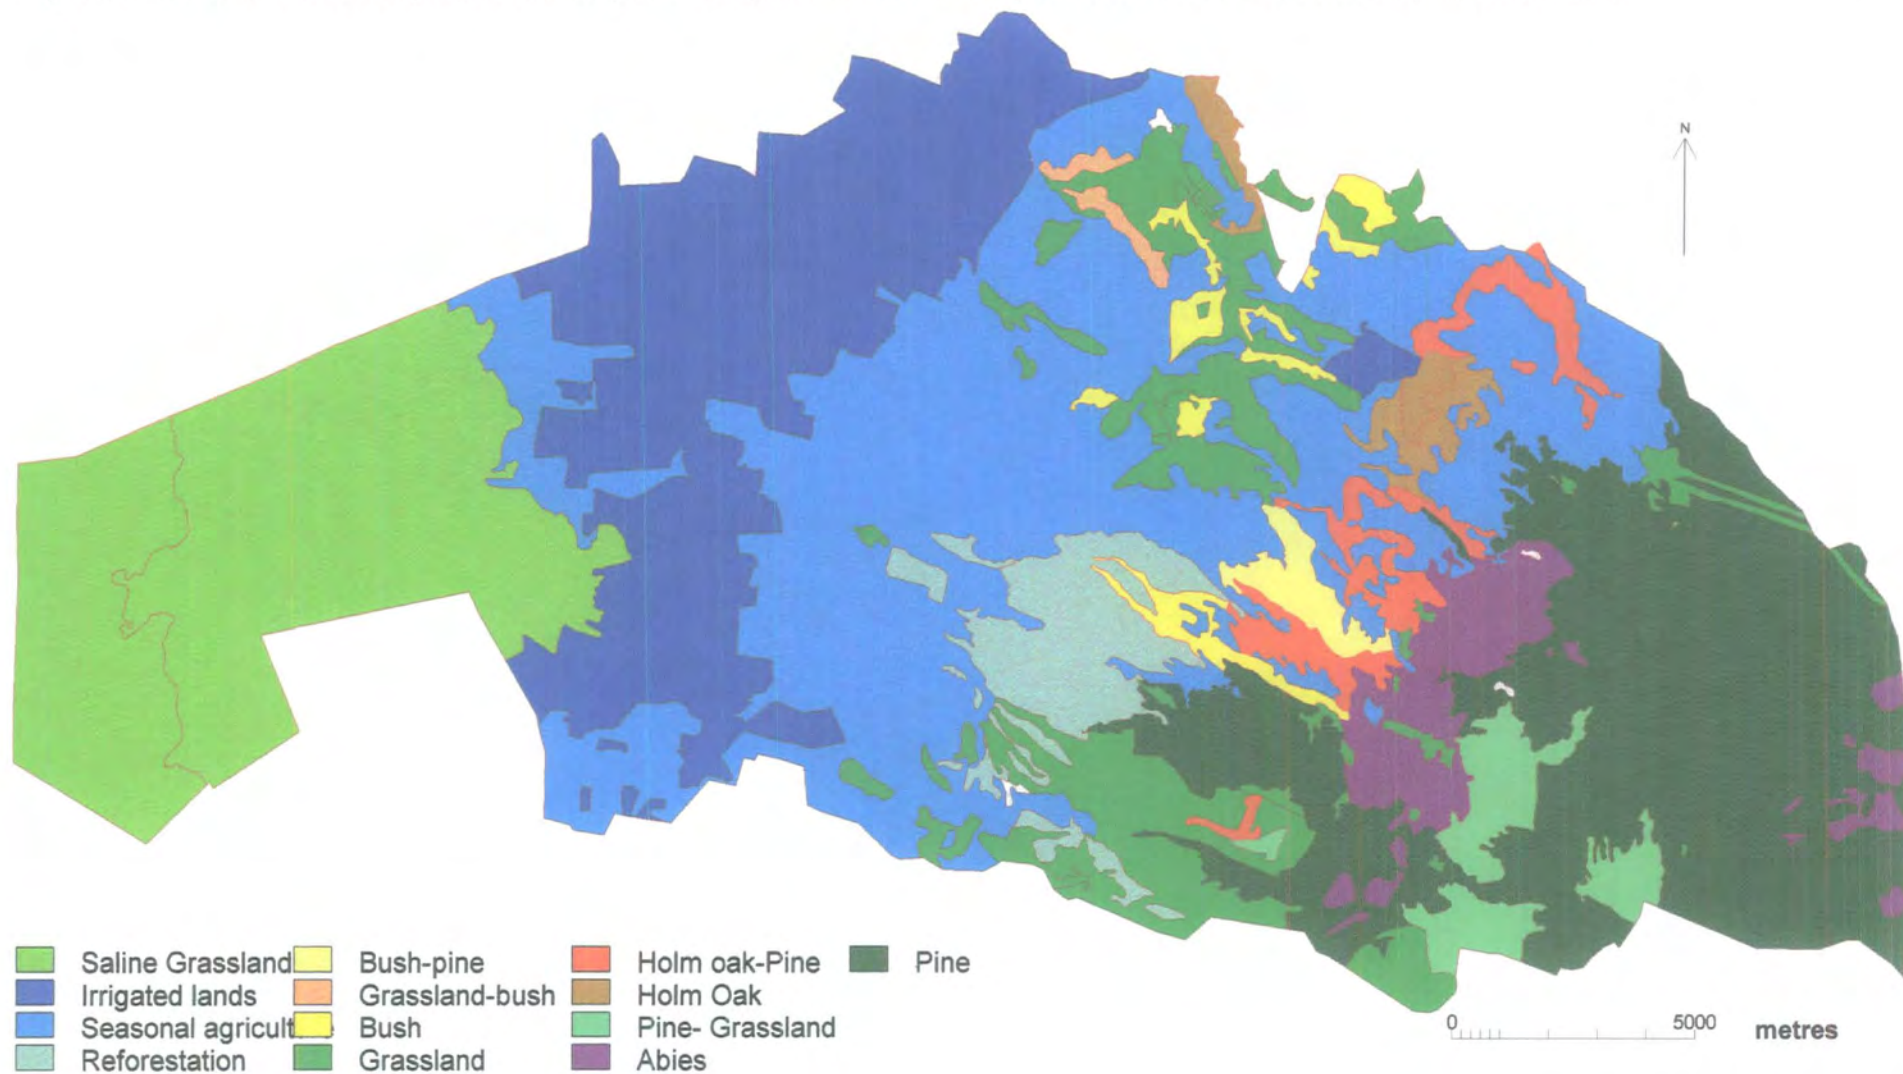 N
Saline Grassland Bush-pine Holm oak-Pine Pine
Irrigated lands Grassland-bush Holm Oak
Seasonal agriculture Bush Pine- Grassland
Reforestation Grassland Abies
0 5000 metres